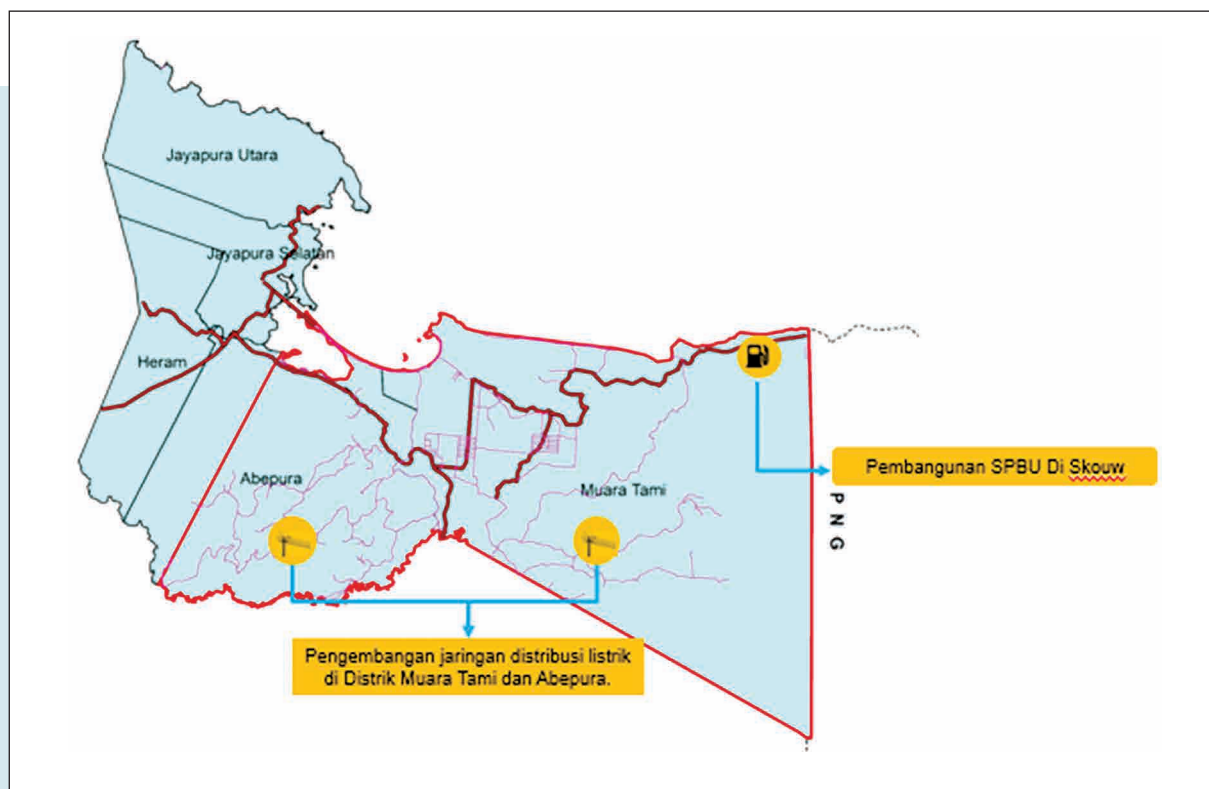 Jayapura Utara
Jayapura Selatan
Heram
Abepura
Muara Tami
Pembangunan SPBU Di Skouw
PNG
Pengembangan jaringan distribusi listrik
di Distrik Muara Tami dan Abepura.